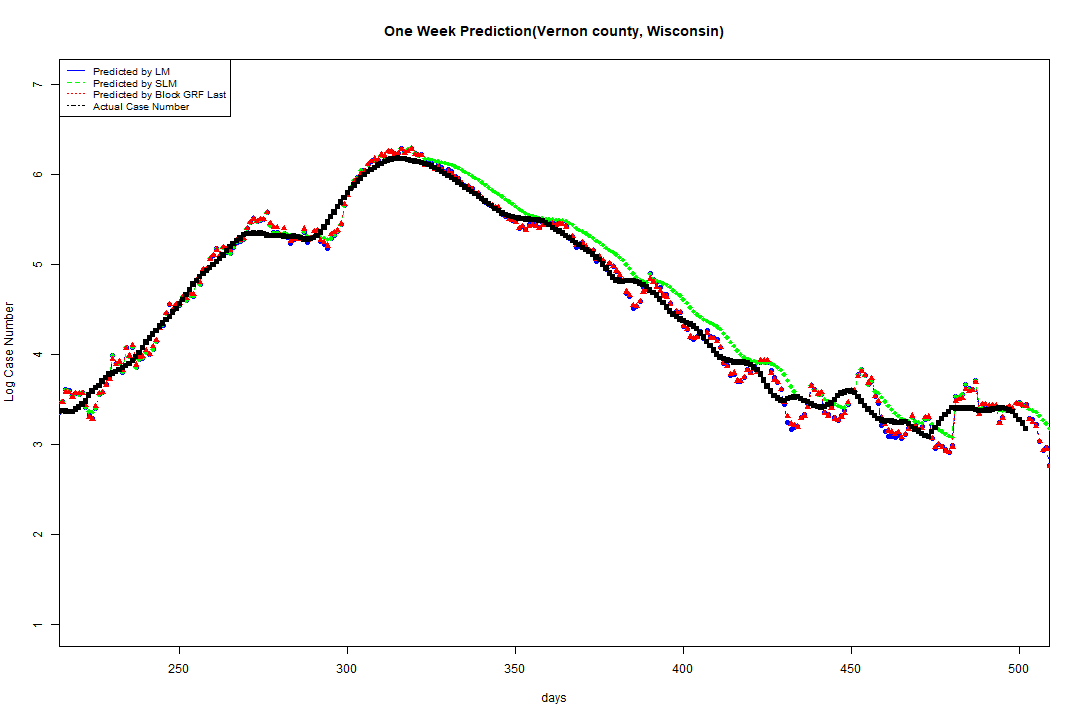 One Week Prediction(Vernon county, Wisconsin)
Predicted by LM
Predicted by SLM
Predicted by Block GRF Last
Actual Case Number
7
6
5
4
3
2
1
Log Case Number
250 300 350 400 450 500
days